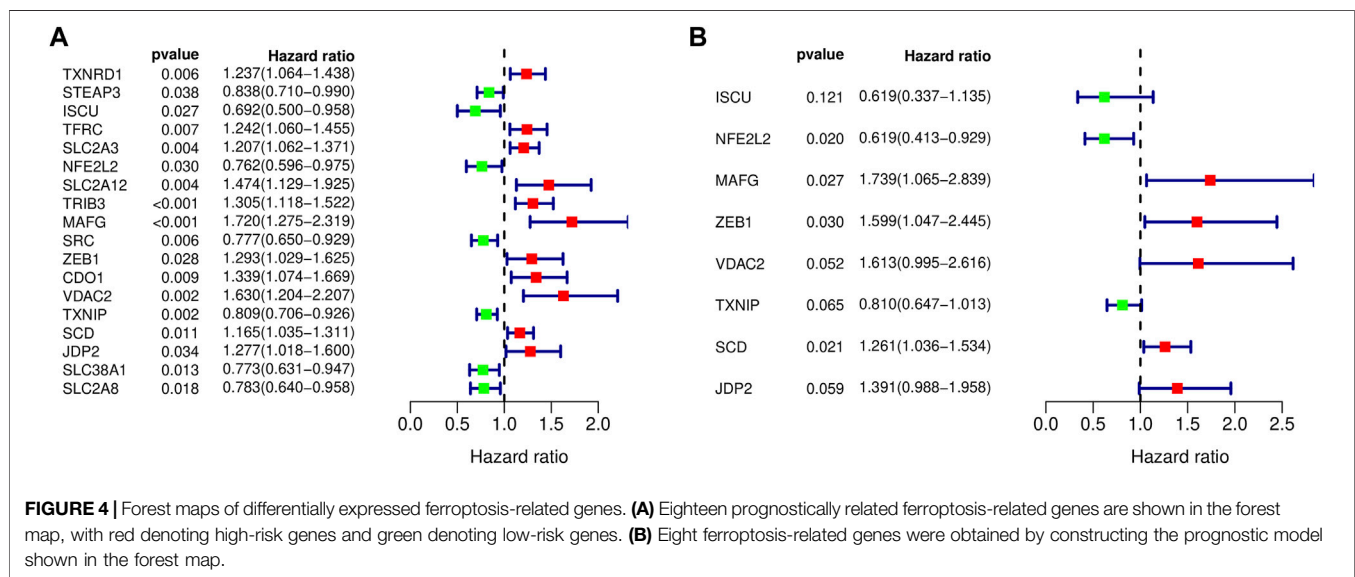 A
pvalue Hazard ratio
TXNRD1 0.006 1.237(1.064−1.438)
STEAP3 0.038 0.838(0.710−0.990)
ISCU 0.027 0.692(0.500−0.958)
TFRC 0.007 1.242(1.060−1.455)
SLC2A3 0.004 1.207(1.062−1.371)
NFE2L2 0.030 0.762(0.596−0.975)
SLC2A12 0.004 1.474(1.129−1.925)
TRIB3 <0.001 1.305(1.118−1.522)
MAFG <0.001 1.720(1.275−2.319)
SRC 0.006 0.777(0.650−0.929)
ZEB1 0.028 1.293(1.029−1.625)
CDO1 0.009 1.339(1.074−1.669)
VDAC2 0.002 1.630(1.204−2.207)
TXNIP 0.002 0.809(0.706−0.926)
SCD 0.011 1.165(1.035−1.311)
JDP2 0.034 1.277(1.018−1.600)
SLC38A1 0.013 0.773(0.631−0.947)
SLC2A8 0.018 0.783(0.640−0.958)
0.0 0.5 1.0 1.5 2.0
Hazard ratio
B
pvalue Hazard ratio
ISCU 0.121 0.619(0.337−1.135)
NFE2L2 0.020 0.619(0.413−0.929)
MAFG 0.027 1.739(1.065−2.839)
ZEB1 0.030 1.599(1.047−2.445)
VDAC2 0.052 1.613(0.995−2.616)
TXNIP 0.065 0.810(0.647−1.013)
SCD 0.021 1.261(1.036−1.534)
JDP2 0.059 1.391(0.988−1.958)
0.0 0.5 1.0 1.5 2.0 2.5
Hazard ratio
FIGURE 4 | Forest maps of differentially expressed ferroptosis-related genes. (A) Eighteen prognostically related ferroptosis-related genes are shown in the forest
map, with red denoting high-risk genes and green denoting low-risk genes. (B) Eight ferroptosis-related genes were obtained by constructing the prognostic model
shown in the forest map.